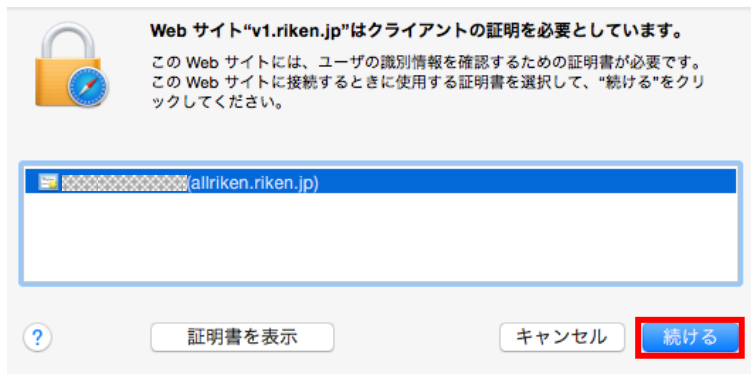 Web サイト“v1.riken.jp”はクライアントの証明を必要としています。
この Web サイトには、ユーザの識別情報を確認するための証明書が必要です。
この Web サイトに接続するときに使用する証明書を選択して、“続ける”をクリ
ックしてください。
(allriken.riken.jp)
?
証明書を表示
キャンセル
続ける